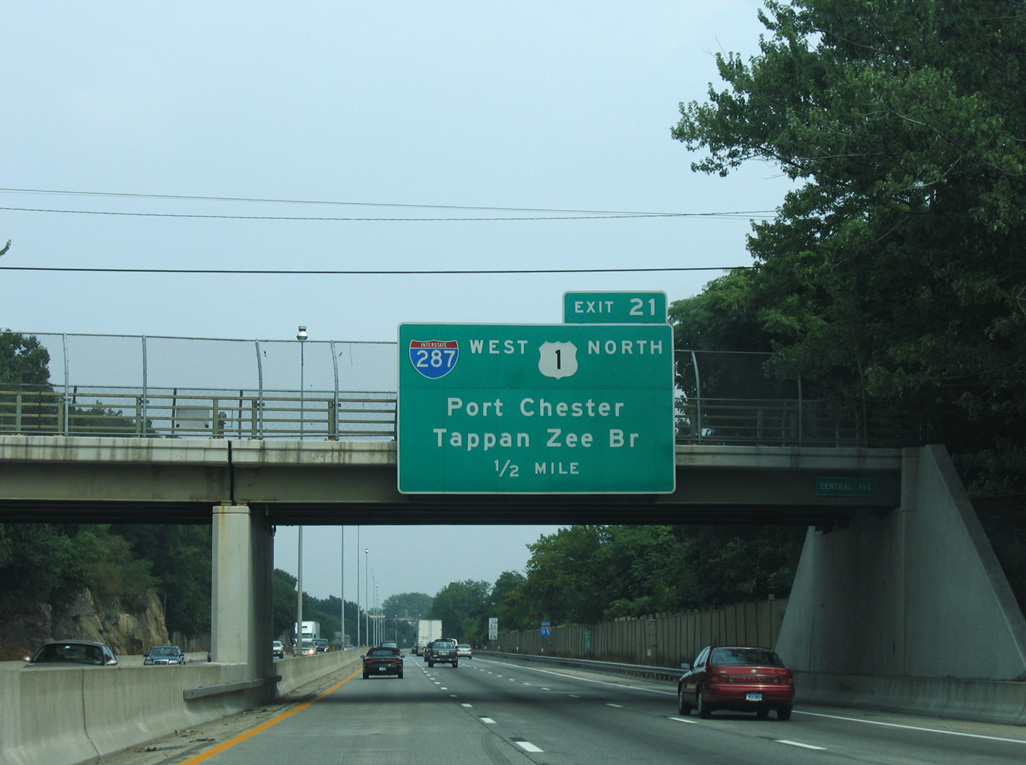 EXIT 21
INTERSTATE
287
WEST
1
NORTH
Port Chester
Tappan Zee Br
1/2 MILE
CENTRAL AVE